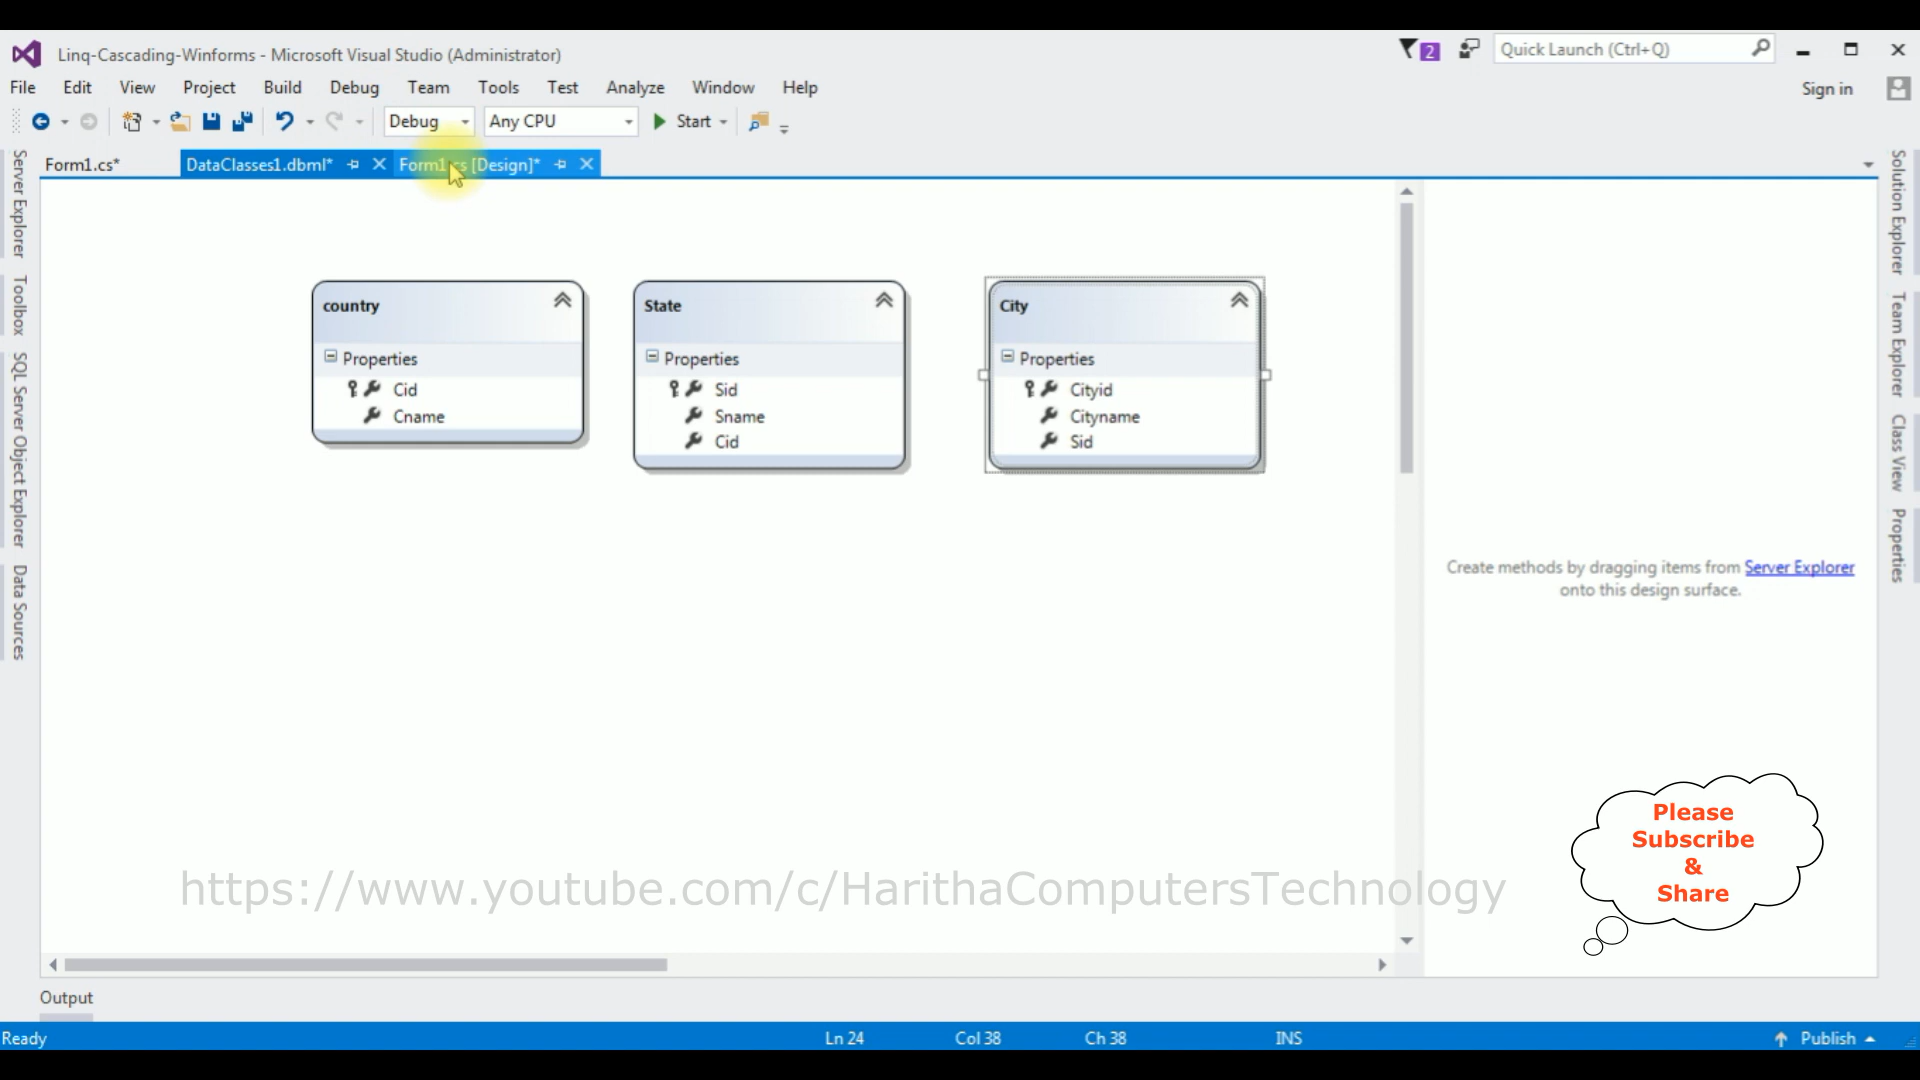 Linq-Cascading-Winforms - Microsoft Visual Studio (Administrator)
2
Quick Launch (Ctrl+Q)
File Edit View Project Build Debug Team Tools Test Analyze Window Help
Sign in
Debug Any CPU Start
Form1.cs* DataClasses1.dbml* Form1.cs [Design]*
Server Explorer
Toolbox
SQL Server Object Explorer
Data Sources
country
Properties
Cid
Cname
State
Properties
Sid
Sname
Cid
City
Properties
Cityid
Cityname
Sid
Create methods by dragging items from Server Explorer
onto this design surface.
Solution Explorer
Team Explorer
Class View
Properties
Please
Subscribe
&
Share
https://www.youtube.com/c/HarithaComputersTechnology
Output
Ready Ln 24 Col 38 Ch 38 INS Publish